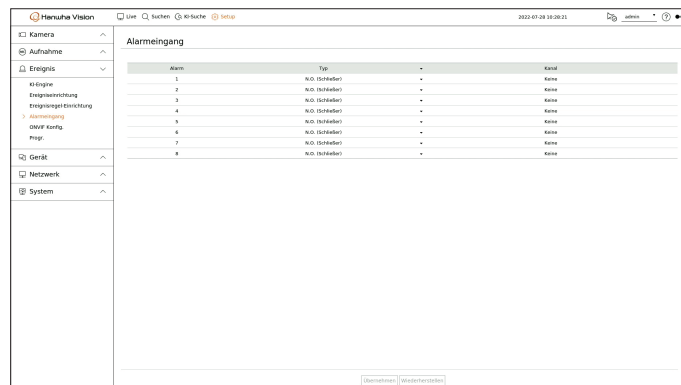 Hanwha Vision
Live Suchen KI-Suche Setup
2022-07-28 10:28:21
admin
Kamera
Aufnahme
Ereignis
KI-Engine
Ereigniseinrichtung
Ereignisregel-Einrichtung
Alarmeingang
ONVIF Konfig.
Progr.
Gerät
Netzwerk
System
Alarmeingang
Alarm Typ Kanal
1 N.O. (Schließer) Keine
2 N.O. (Schließer) Keine
3 N.O. (Schließer) Keine
4 N.O. (Schließer) Keine
5 N.O. (Schließer) Keine
6 N.O. (Schließer) Keine
7 N.O. (Schließer) Keine
8 N.O. (Schließer) Keine
Übernehmen Wiederherstellen